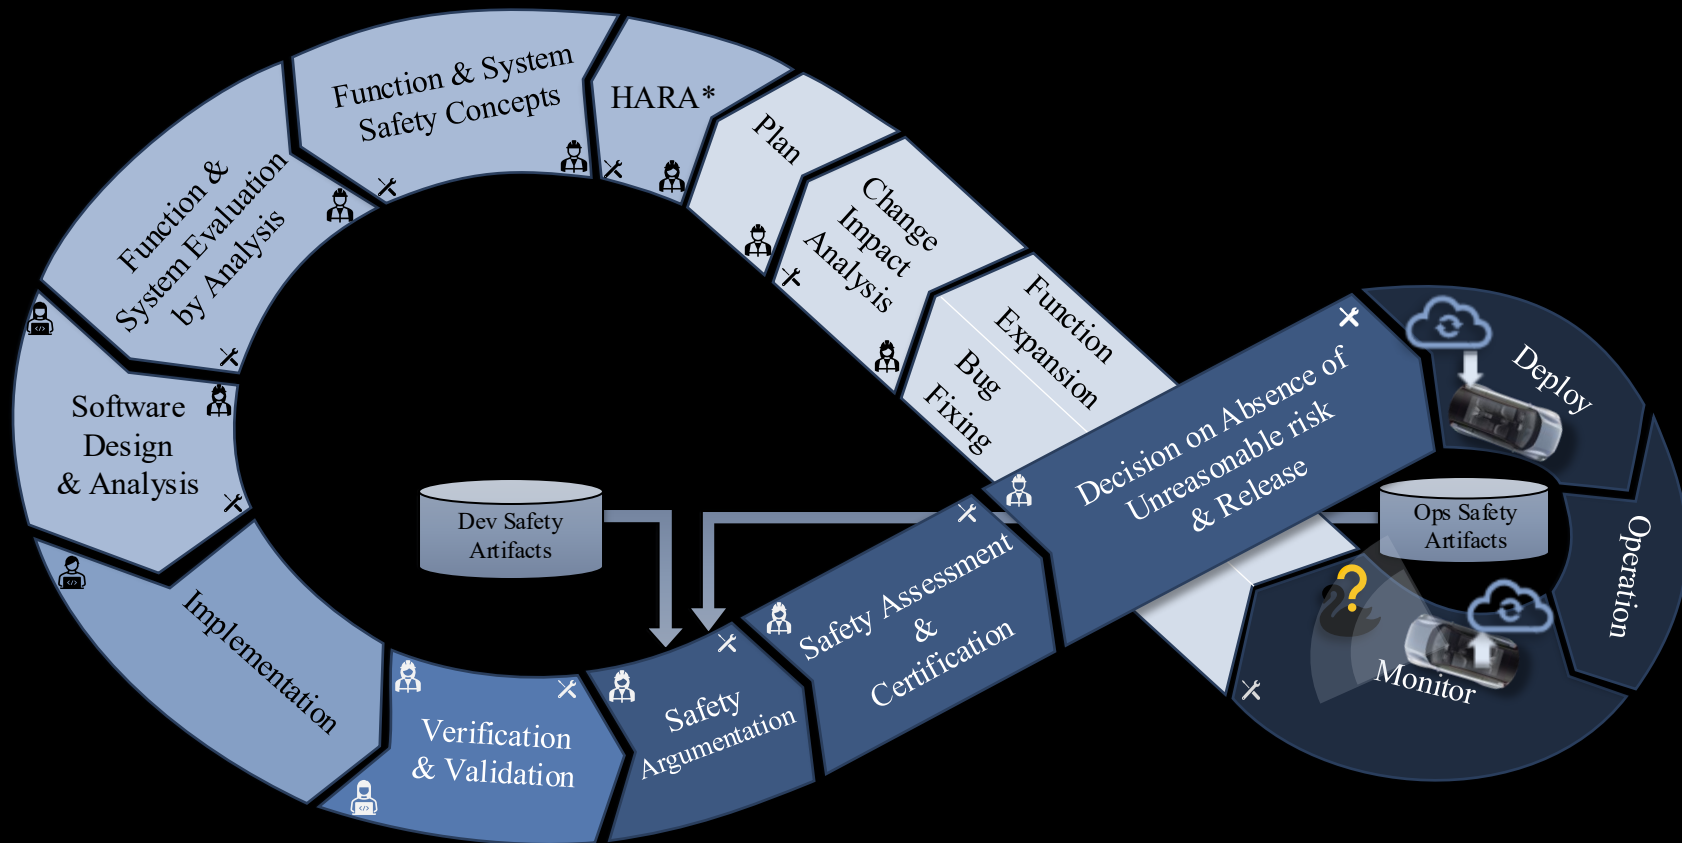 Function & System
Safety Concepts
HARA*
Plan
Change
Impact
Analysis
Function
Expansion
Bug
Fixing
Function &
System Evaluation
by Analysis
Software
Design
& Analysis
Implementation
Verification
& Validation
Safety
Argumentation
Safety Assessment
&
Certification
Decision on Absence of
Unreasonable risk
& Release
Deploy
Operation
Monitor
?
Dev Safety
Artifacts
Ops Safety
Artifacts